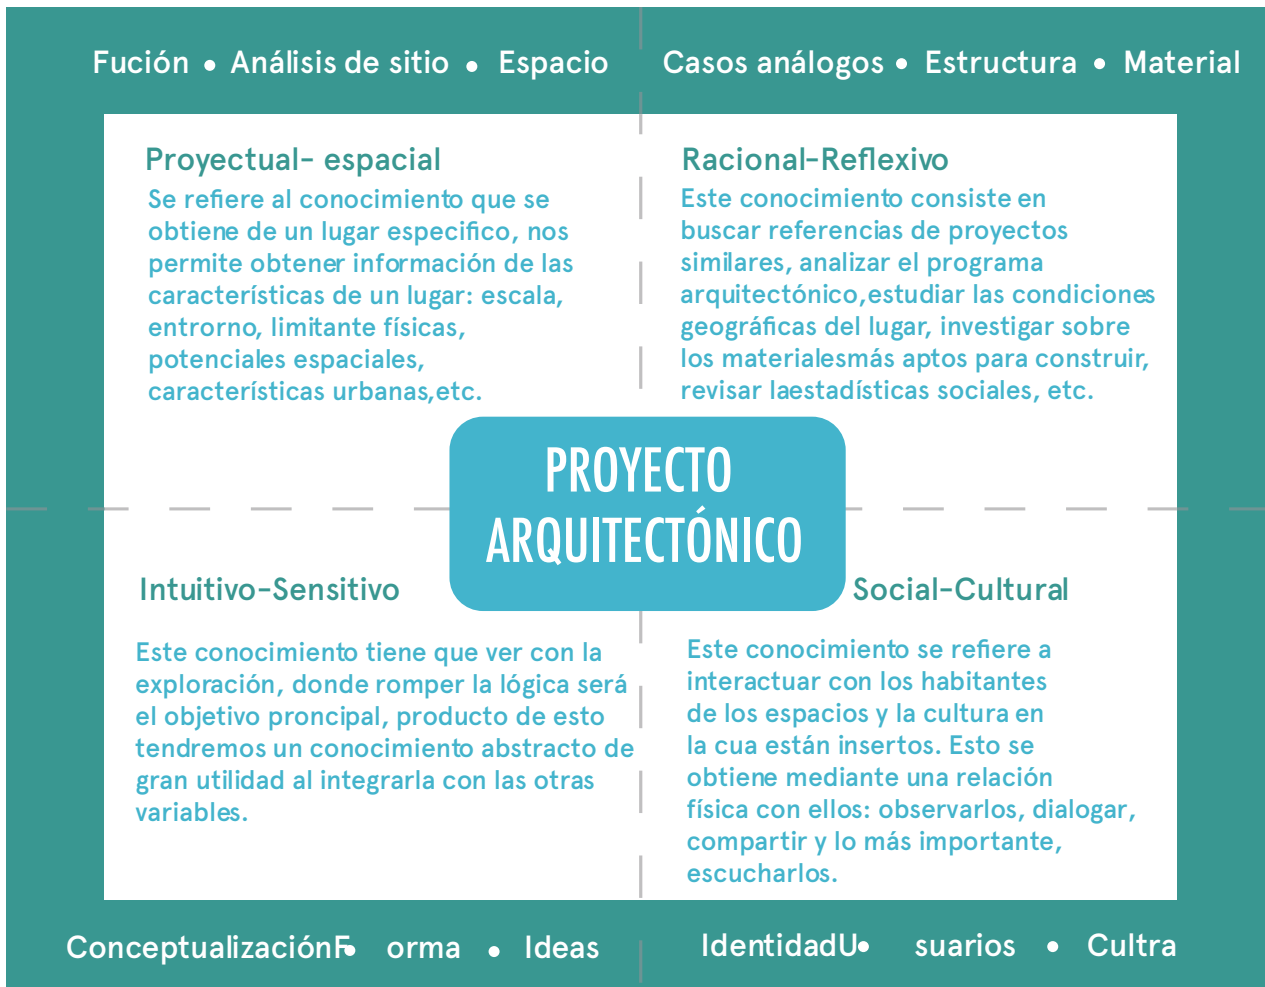 Fución • Análisis de sitio • Espacio
Casos análogos • Estructura • Material
Proyectual- espacial
Se refiere al conocimiento que se
obtiene de un lugar especifico, nos
permite obtener información de las
características de un lugar: escala,
entrorno, limitante físicas,
potenciales espaciales,
características urbanas,etc.
Racional-Reflexivo
Este conocimiento consiste en
buscar referencias de proyectos
similares, analizar el programa
arquitectónico,estudiar las condiciones
geográficas del lugar, investigar sobre
los materialesmás aptos para construir,
revisar laestadísticas sociales, etc.
PROYECTO
ARQUITECTÓNICO
Intuitivo-Sensitivo
Este conocimiento tiene que ver con la
exploración, donde romper la lógica será
el objetivo proncipal, producto de esto
tendremos un conocimiento abstracto de
gran utilidad al integrarla con las otras
variables.
Social-Cultural
Este conocimiento se refiere a
interactuar con los habitantes
de los espacios y la cultura en
la cua están insertos. Esto se
obtiene mediante una relación
física con ellos: observarlos, dialogar,
compartir y lo más importante,
escucharlos.
ConceptualizaciónF• orma • Ideas
IdentidadU• suarios • Cultra